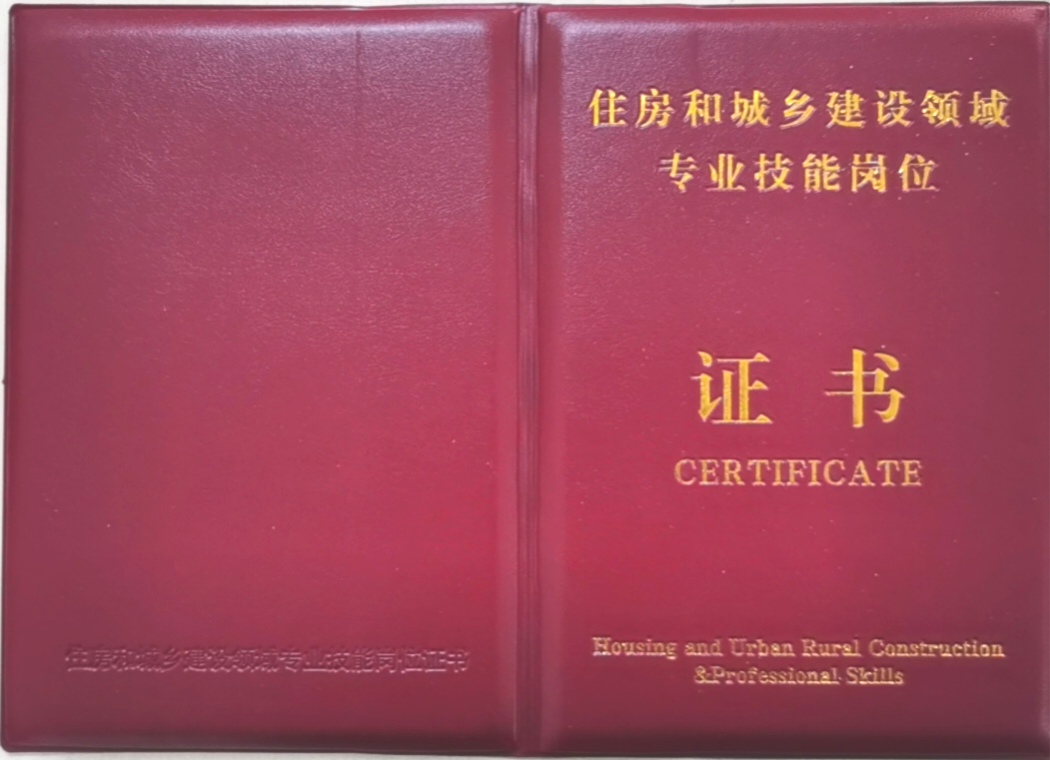 住房和城乡建设领域
专业技能岗位
证书
CERTIFICATE
Housing and Urban Rural Construction
&Professional Skills
住房和城乡建设领域专业技能岗位证书